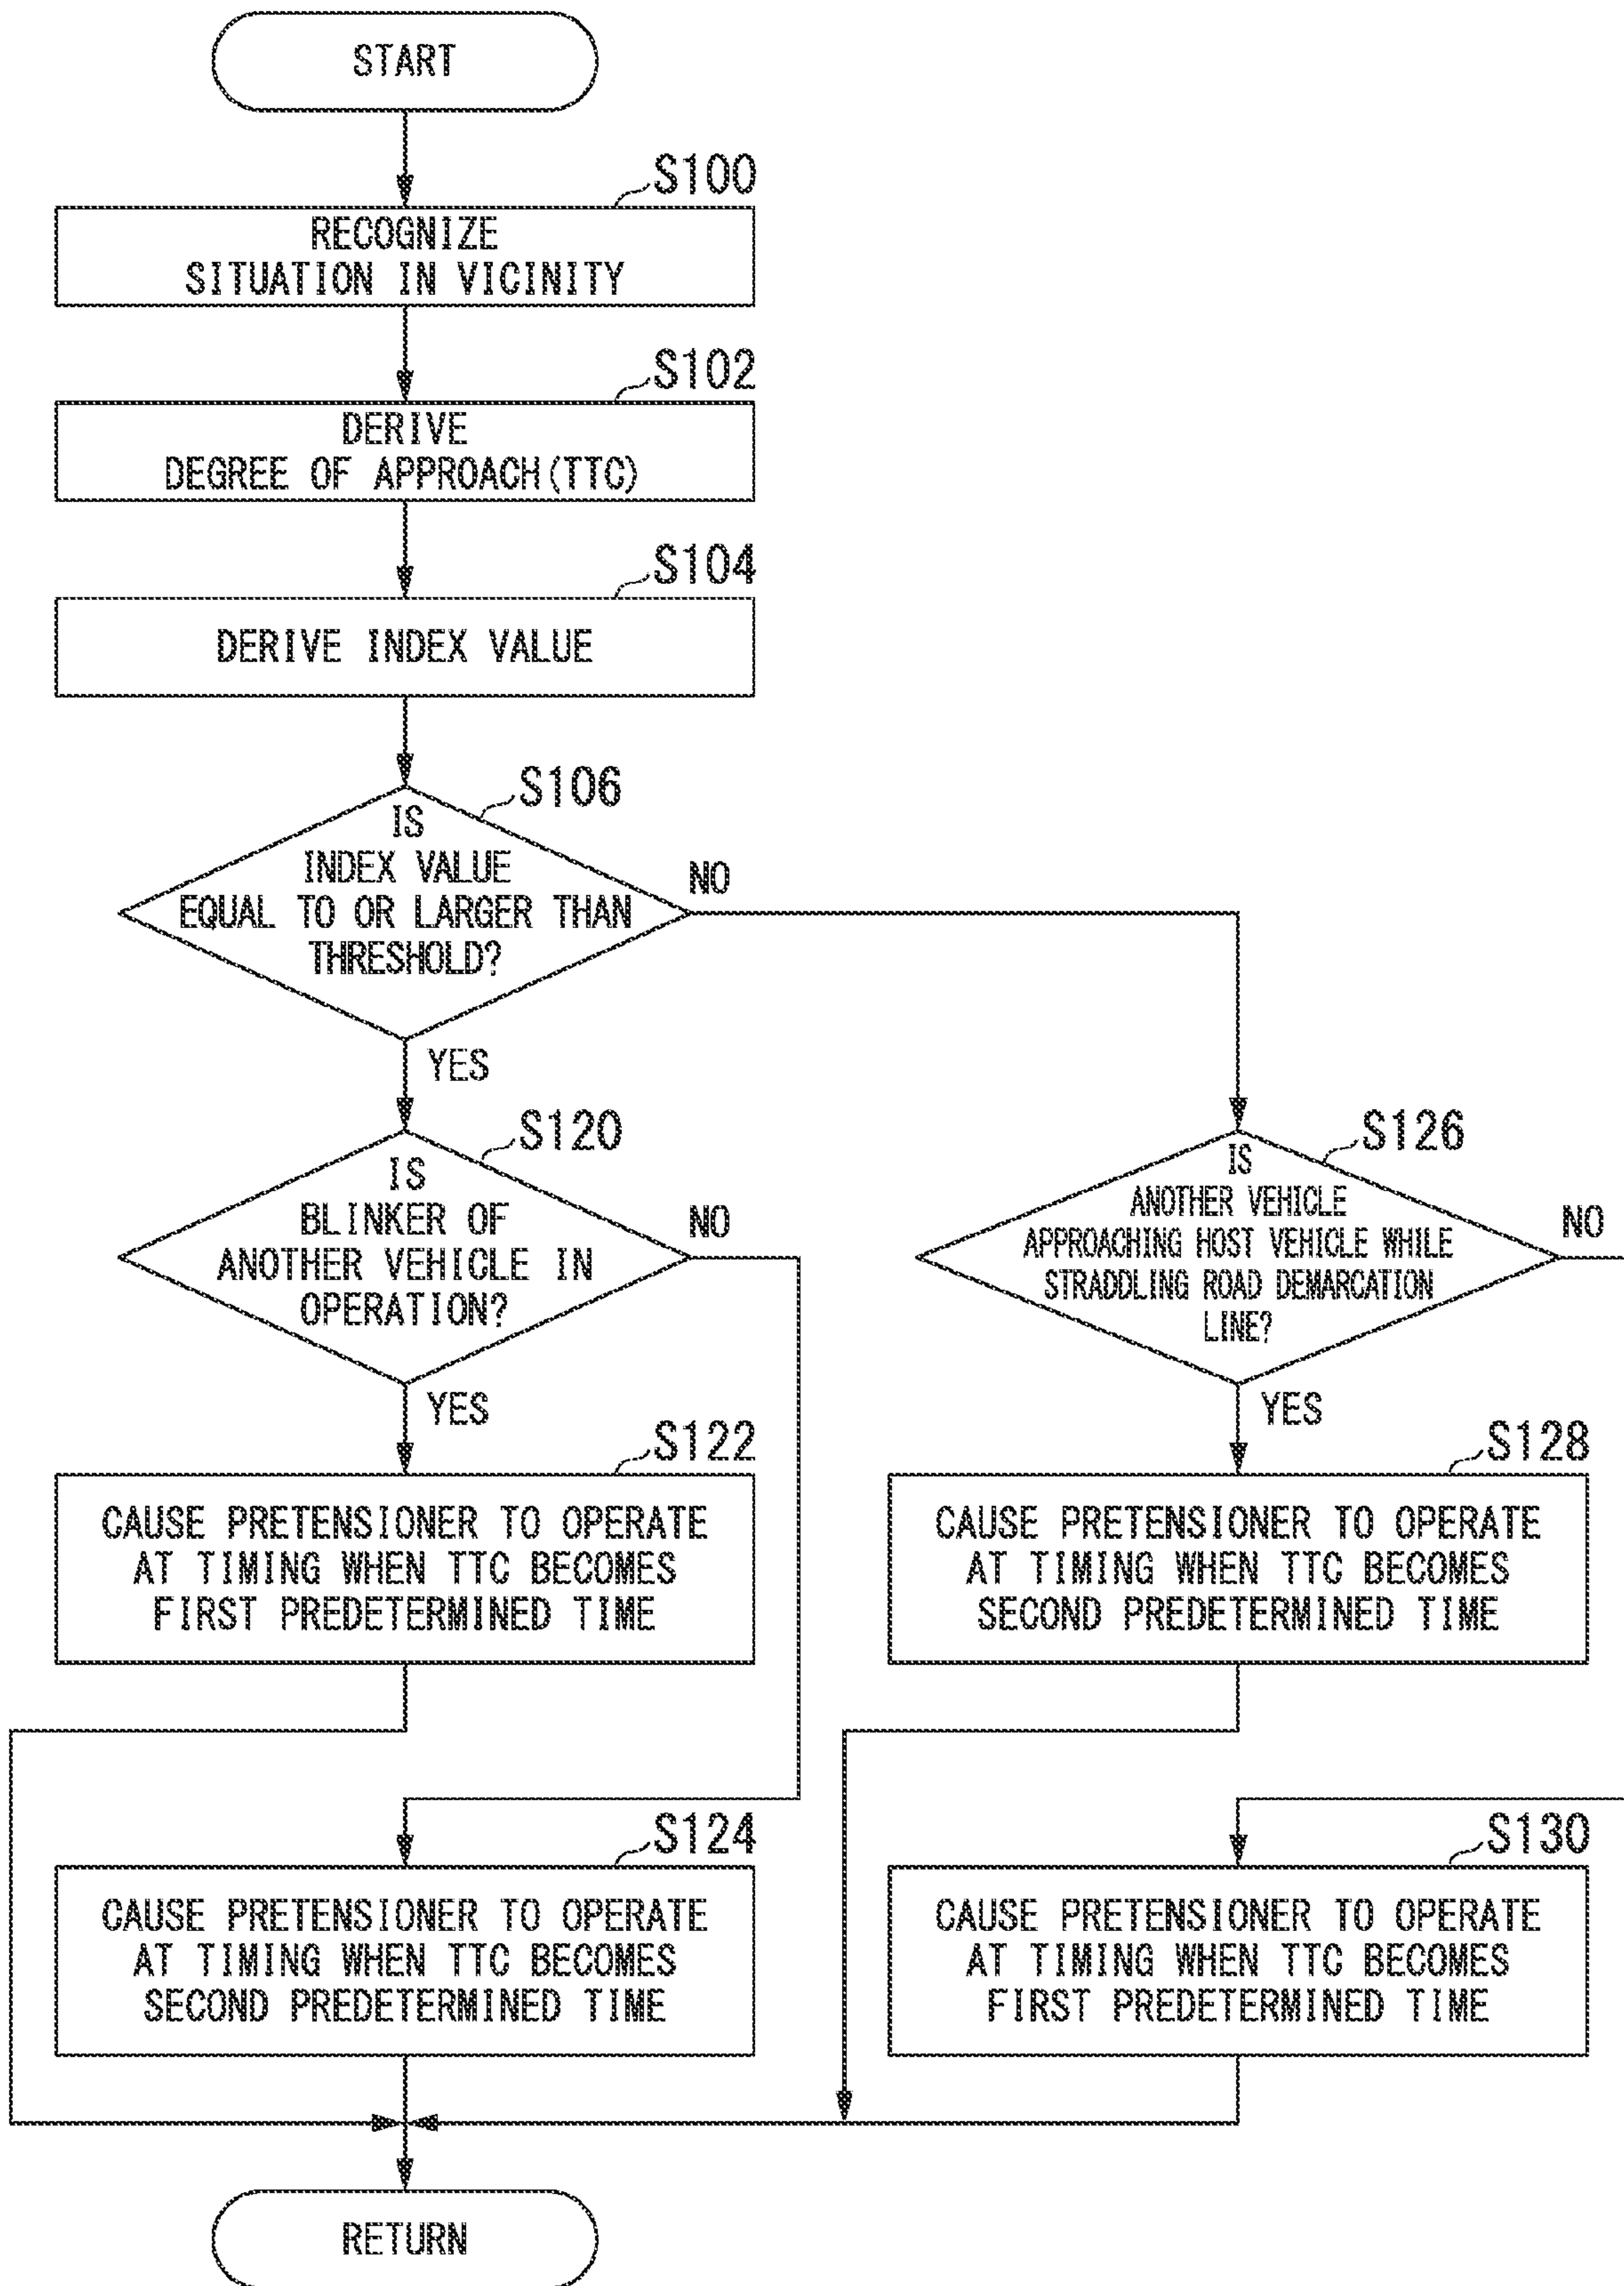 START
S100
RECOGNIZE
SITUATION IN VICINITY
S102
DERIVE
DEGREE OF APPROACH(TTC)
S104
DERIVE INDEX VALUE
S106
IS
INDEX VALUE
EQUAL TO OR LARGER THAN
THRESHOLD?
NO
YES
S120
IS
BLINKER OF
ANOTHER VEHICLE IN
OPERATION?
NO
YES
S126
IS
ANOTHER VEHICLE
APPROACHING HOST VEHICLE WHILE
STRADDLING ROAD DEMARCATION
LINE?
NO
YES
S122
CAUSE PRETENSIONER TO OPERATE
AT TIMING WHEN TTC BECOMES
FIRST PREDETERMINED TIME
S128
CAUSE PRETENSIONER TO OPERATE
AT TIMING WHEN TTC BECOMES
SECOND PREDETERMINED TIME
S124
CAUSE PRETENSIONER TO OPERATE
AT TIMING WHEN TTC BECOMES
SECOND PREDETERMINED TIME
S130
CAUSE PRETENSIONER TO OPERATE
AT TIMING WHEN TTC BECOMES
FIRST PREDETERMINED TIME
RETURN